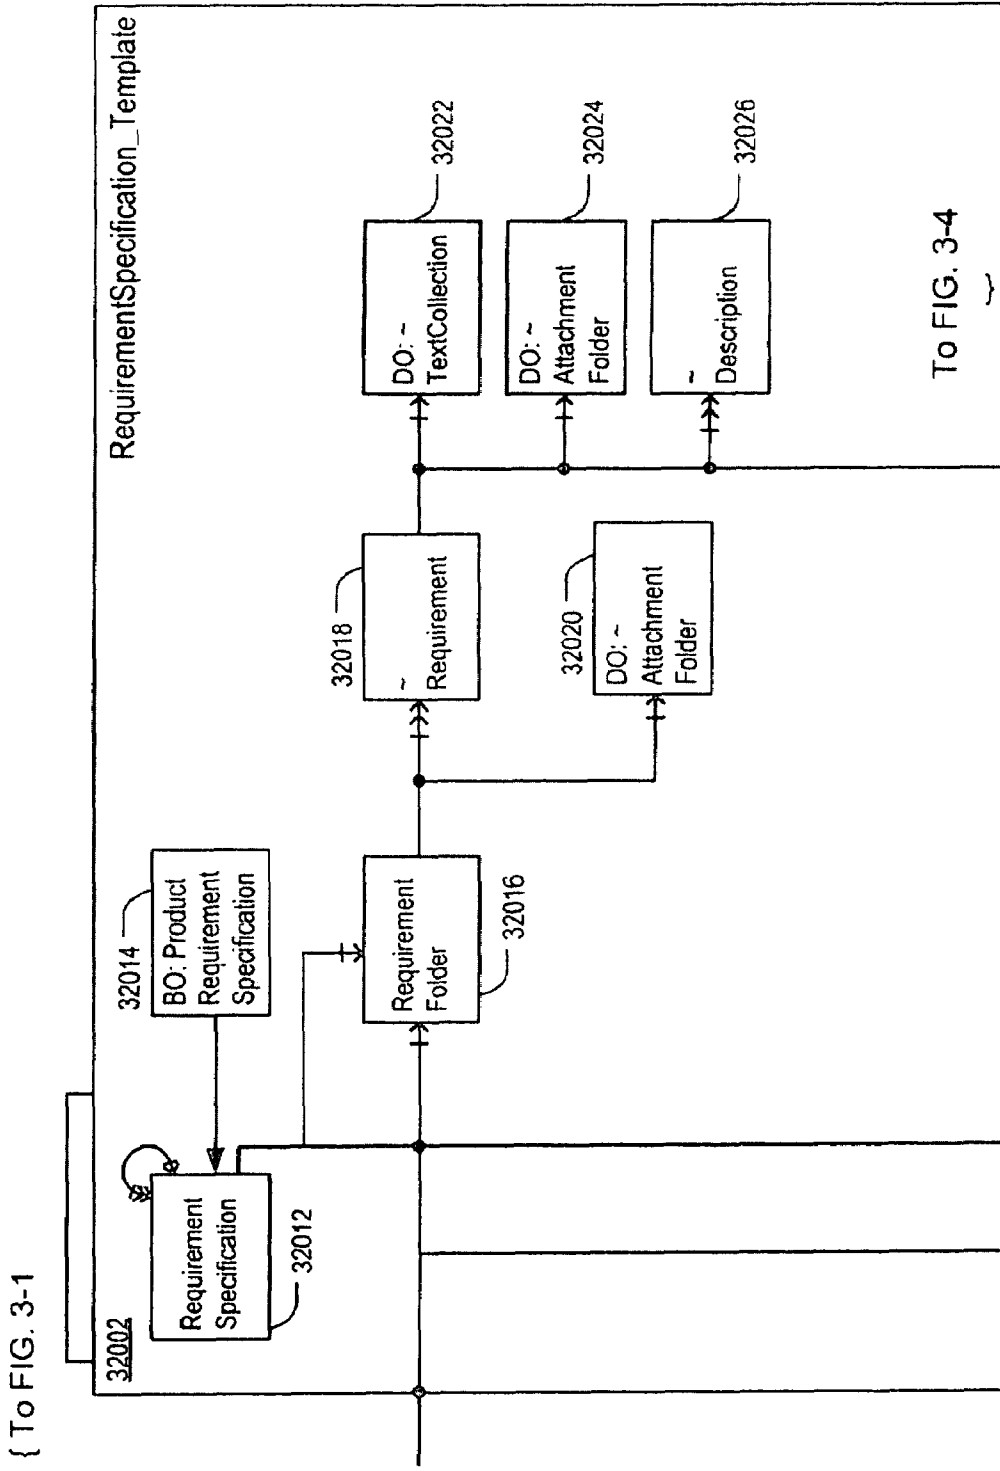 { To FIG. 3-1
32002
RequirementSpecification_Template
Requirement
Specification
32012
32014
BO: Product
Requirement
Specification
Requirement
Folder
32016
32018
~
Requirement
32020
DO: ~
Attachment
Folder
DO: ~
TextCollection
32022
DO: ~
Attachment
Folder
32024
~
Description
32026
To FIG. 3-4
}